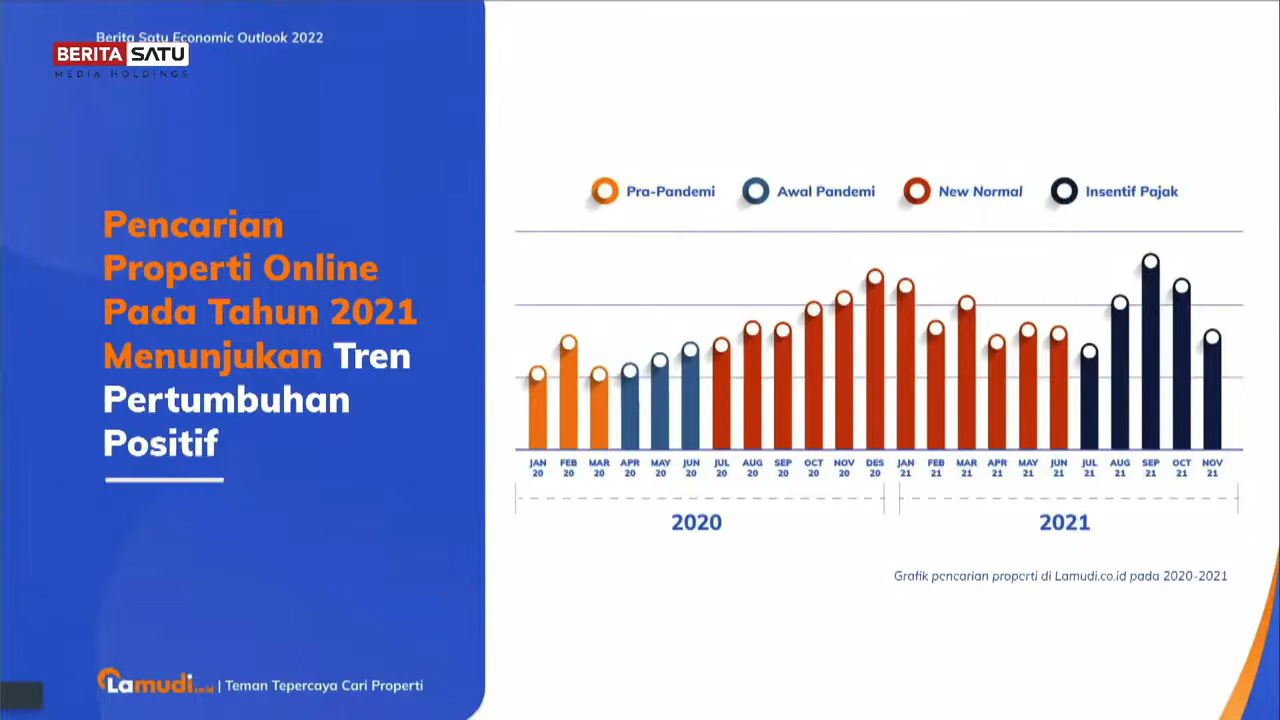 Berita Satu Economic Outlook 2022
BERITA SATU
MEDIA HOLDINGS
Pencarian
Properti Online
Pada Tahun 2021
Menunjukan Tren
Pertumbuhan
Positif
Pra-Pandemi Awal Pandemi New Normal Insentif Pajak
JAN FEB MAR APR MAY JUN JUL AUG SEP OCT NOV DES JAN FEB MAR APR MAY JUN JUL AUG SEP OCT NOV
20 20 20 20 20 20 20 20 20 20 20 20 21 21 21 21 21 21 21 21 21 21 21
2020 2021
Grafik pencarian properti di Lamudi.co.id pada 2020-2021
Lamudi.co.id | Teman Tepercaya Cari Properti